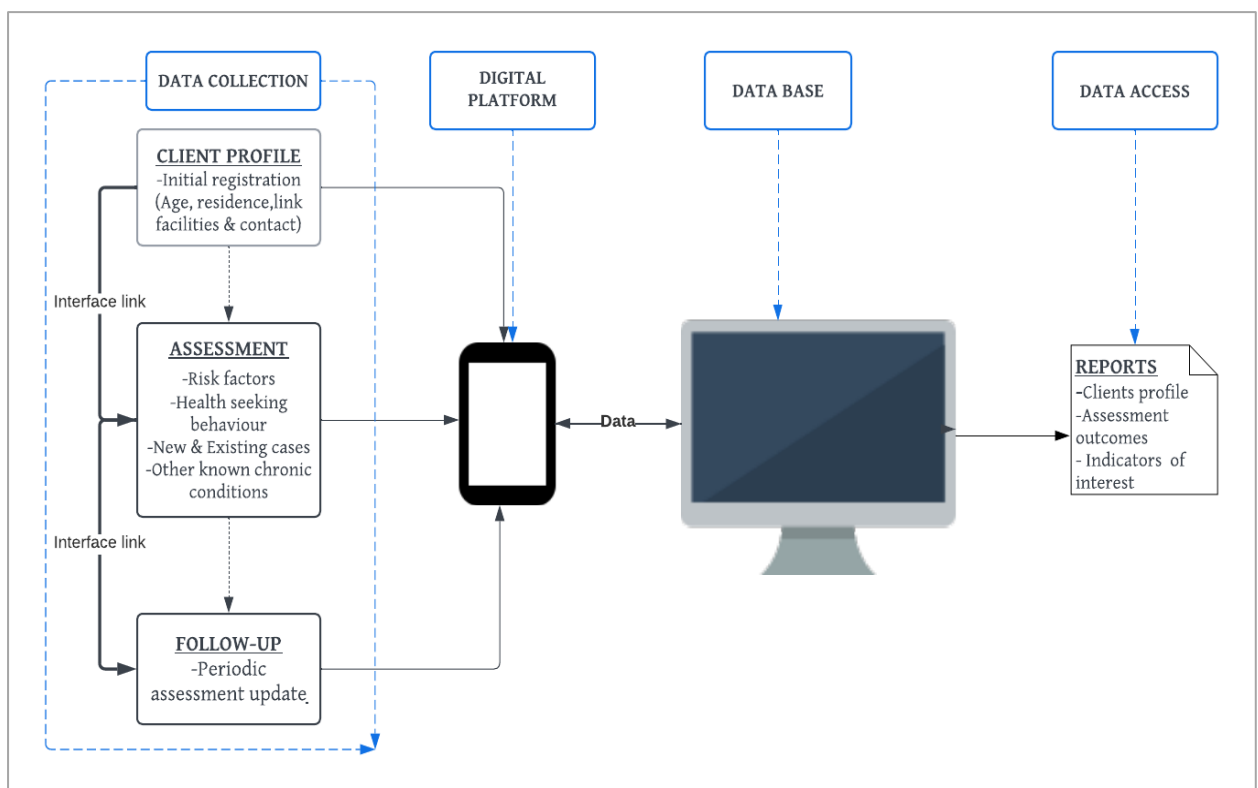 DATA COLLECTION
DIGITAL
PLATFORM
DATA BASE
DATA ACCESS
CLIENT PROFILE
-Initial registration
(Age, residence,link
facilities & contact)
Interface link
ASSESSMENT
-Risk factors
-Health seeking
behaviour
-New & Existing cases
-Other known chronic
conditions
Interface link
FOLLOW-UP
-Periodic
assessment update.
Data
REPORTS
-Clients profile
-Assessment
outcomes
- Indicators of
interest